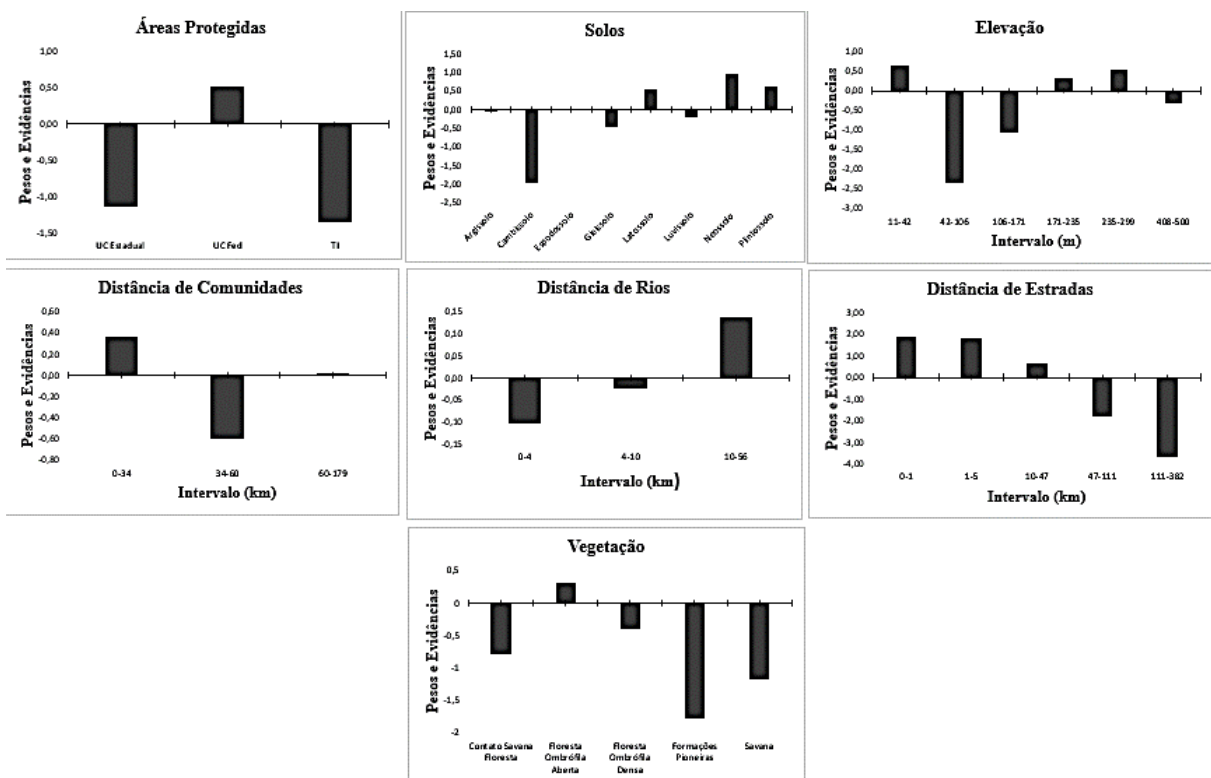 Áreas Protegidas
Pesos e Evidências
1,00
0,50
0,00
-0,50
-1,00
-1,50
UC Estadual UC Fed TI
Solos
Pesos e Evidências
1,50
1,00
0,50
0,00
-0,50
-1,00
-1,50
-2,00
-2,50
Argissolo Cambissolo Espodossolo Gleissolo Latossolo Luvissolo Neossolo Plintossolo
Elevação
Pesos e Evidências
1,00
0,50
0,00
-0,50
-1,00
-1,50
-2,00
-2,50
-3,00
11-42 42-106 106-171 171-235 235-299 408-500
Intervalo (m)
Distância de Comunidades
Pesos e Evidências
0,60
0,40
0,20
0,00
-0,20
-0,40
-0,60
-0,80
0-34 34-60 60-179
Intervalo (km)
Distância de Rios
Pesos e Evidências
0,15
0,10
0,05
0,00
-0,05
-0,10
-0,15
0-4 4-10 10-56
Intervalo (km)
Distância de Estradas
Pesos e Evidências
3,00
2,00
1,00
0,00
-1,00
-2,00
-3,00
-4,00
0-1 1-5 10-47 47-111 111-382
Intervalo (km)
Vegetação
Pesos e Evidências
0,5
0
-0,5
-1
-1,5
-2
Contato Savana Floresta Floresta Ombrófila Aberta Floresta Ombrófila Densa Formações Pioneiras Savana